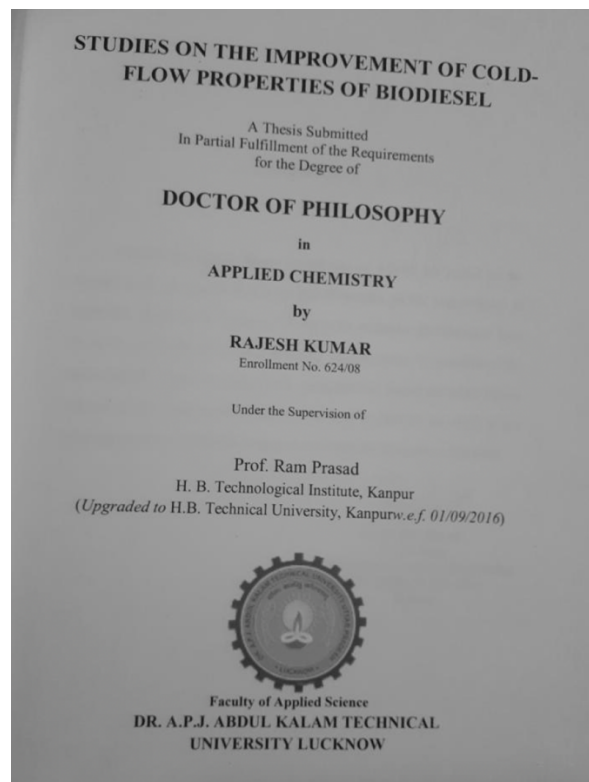 STUDIES ON THE IMPROVEMENT OF COLD-
FLOW PROPERTIES OF BIODIESEL
A Thesis Submitted
In Partial Fulfillment of the Requirements
for the Degree of
DOCTOR OF PHILOSOPHY
in
APPLIED CHEMISTRY
by
RAJESH KUMAR
Enrollment No. 624/08
Under the Supervision of
Prof. Ram Prasad
H. B. Technological Institute, Kanpur
(Upgraded to H.B. Technical University, Kanpurw.e.f. 01/09/2016)
Faculty of Applied Science
DR. A.P.J. ABDUL KALAM TECHNICAL
UNIVERSITY LUCKNOW